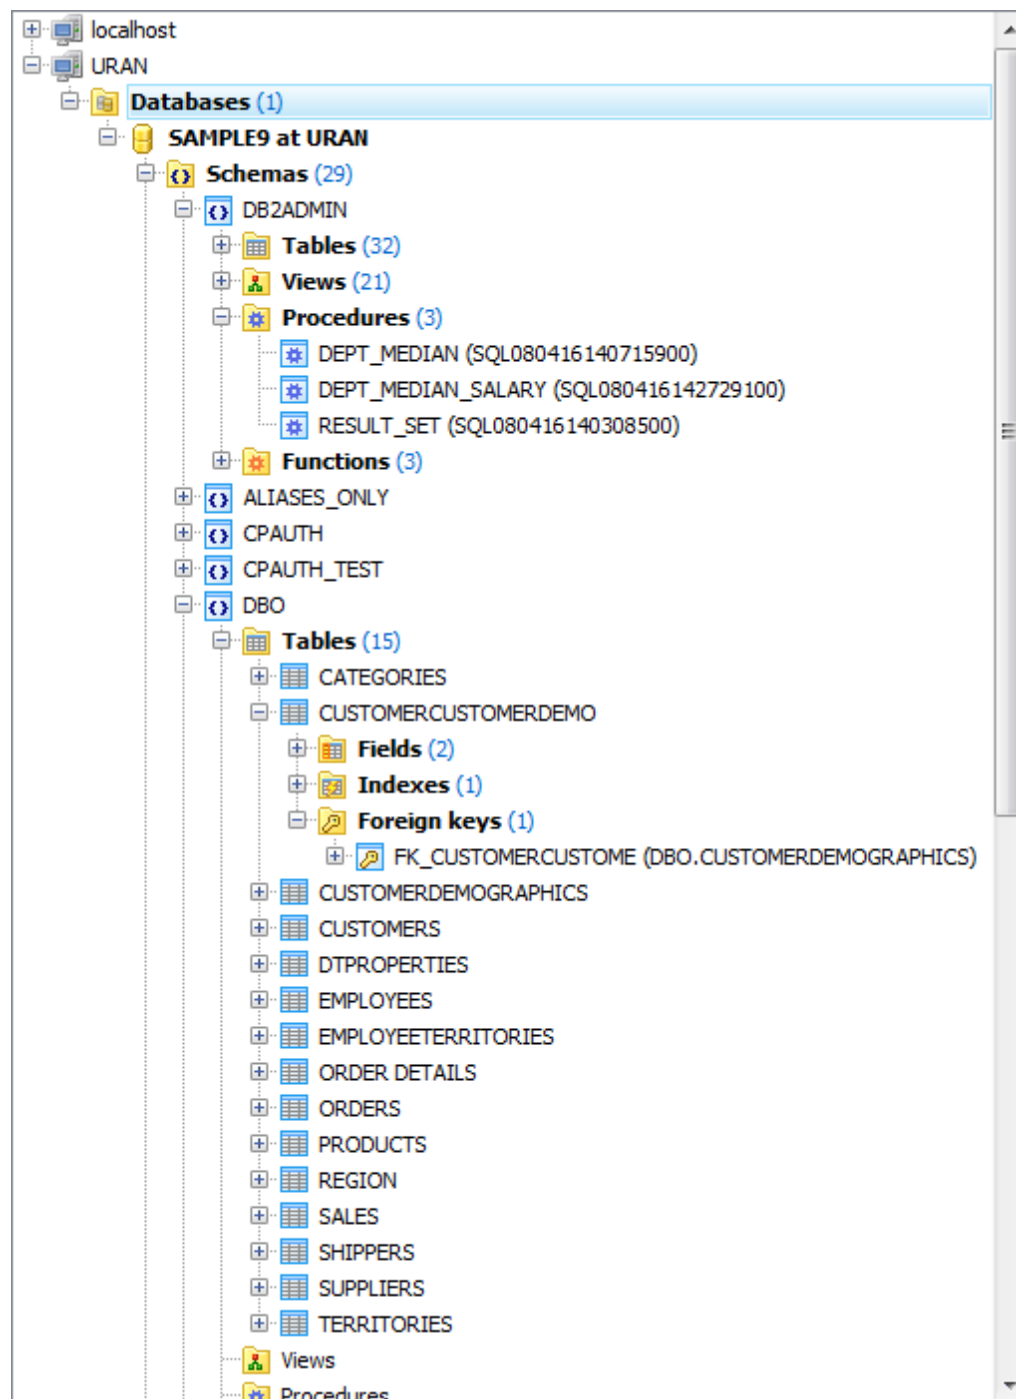 localhost
URAN
Databases (1)
SAMPLE9 at URAN
Schemas (29)
DB2ADMIN
Tables (32)
Views (21)
Procedures (3)
DEPT_MEDIAN (SQL080416140715900)
DEPT_MEDIAN_SALARY (SQL080416142729100)
RESULT_SET (SQL080416140308500)
Functions (3)
ALIASES_ONLY
CPAUTH
CPAUTH_TEST
DBO
Tables (15)
CATEGORIES
CUSTOMERCUSTOMERDEMO
Fields (2)
Indexes (1)
Foreign keys (1)
FK_CUSTOMERCUSTOME (DBO.CUSTOMERDEMOGRAPHICS)
CUSTOMERDEMOGRAPHICS
CUSTOMERS
DTPROPERTIES
EMPLOYEES
EMPLOYEETERRITORIES
ORDER DETAILS
ORDERS
PRODUCTS
REGION
SALES
SHIPPERS
SUPPLIERS
TERRITORIES
Views
Procedures